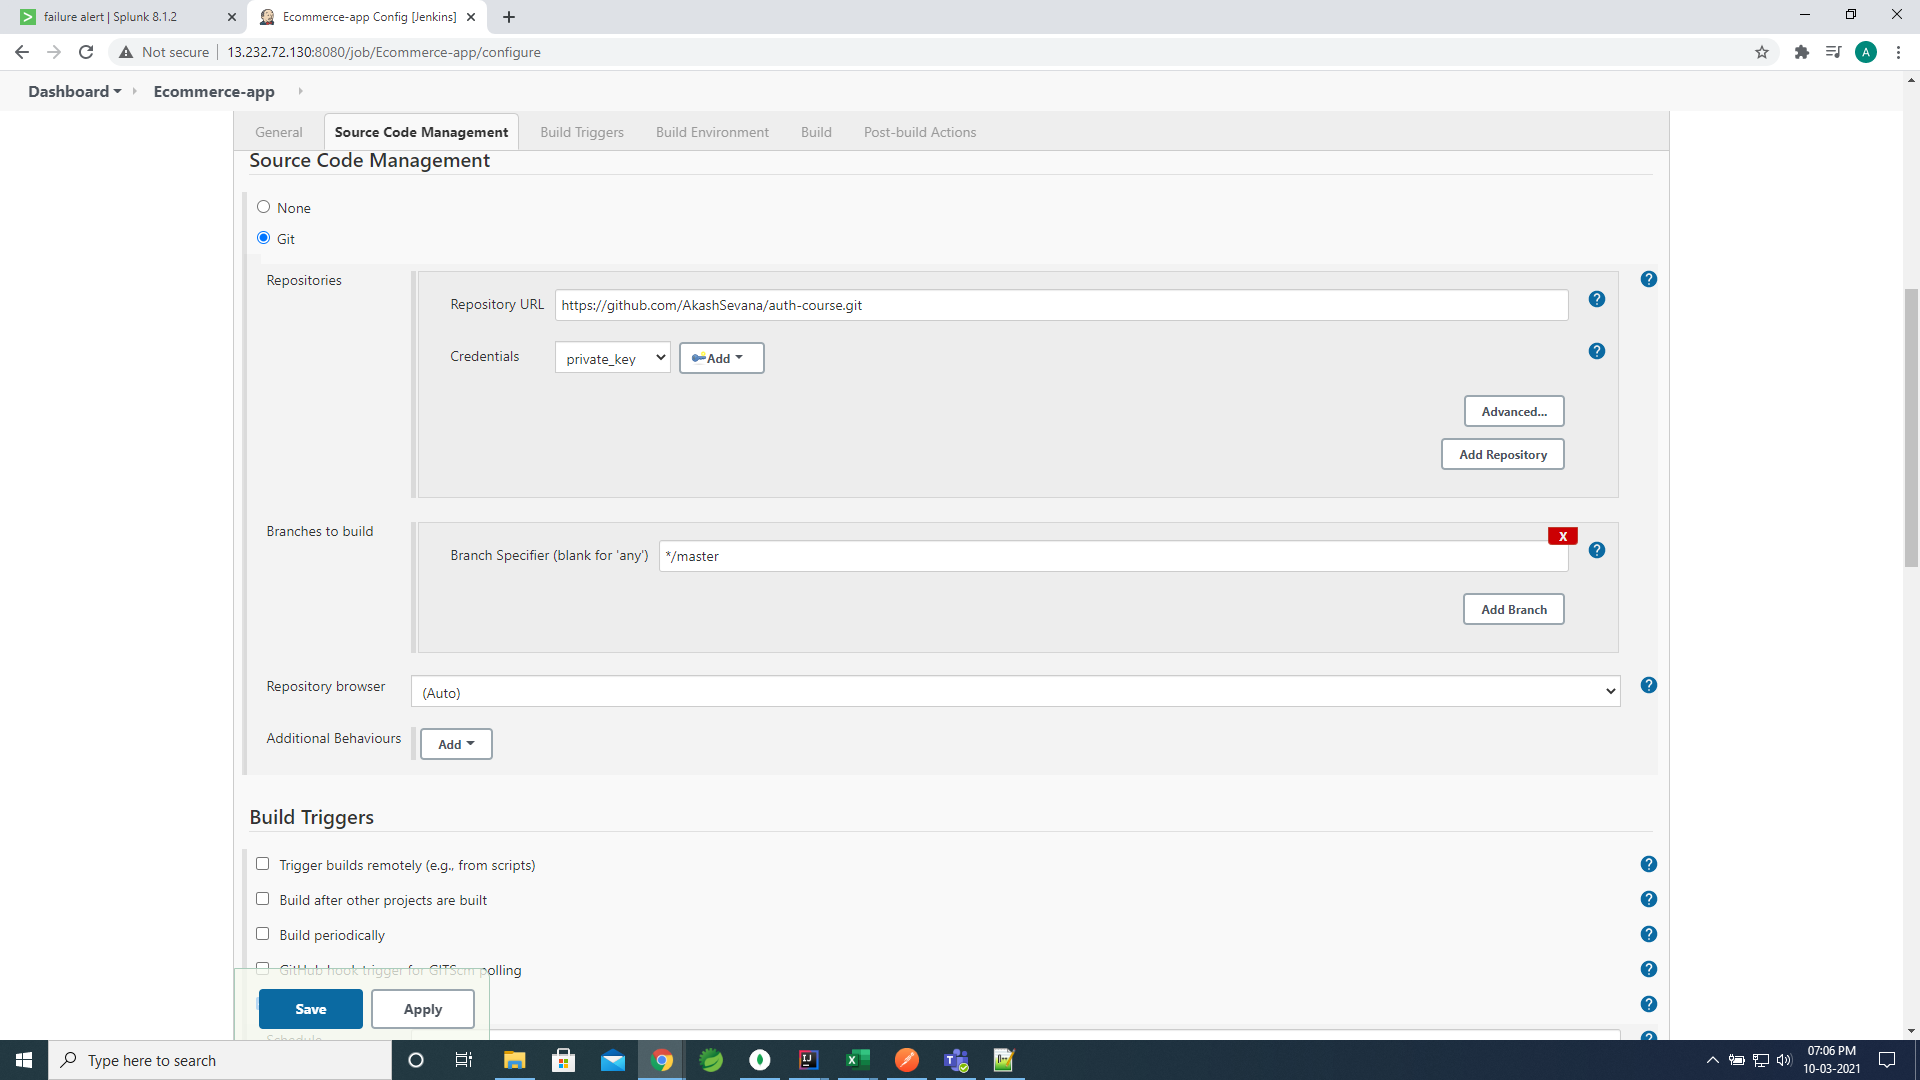 failure alert | Splunk 8.1.2
Ecommerce-app Config [Jenkins]
Not secure
13.232.72.130:8080/job/Ecommerce-app/configure
A
Dashboard
Ecommerce-app
General
Source Code Management
Build Triggers
Build Environment
Build
Post-build Actions
Source Code Management
None
Git
Repositories
Repository URL
https://github.com/AkashSevana/auth-course.git
Credentials
private_key
Add
Advanced...
Add Repository
Branches to build
X
Branch Specifier (blank for 'any')
*/master
Add Branch
Repository browser
(Auto)
Additional Behaviours
Add
Build Triggers
Trigger builds remotely (e.g., from scripts)
Build after other projects are built
Build periodically
GitHub hook trigger for GITScm polling
Save
Apply
Schedule
Type here to search
07:06 PM
10-03-2021